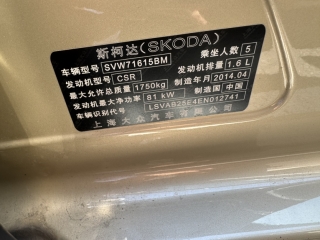 斯柯达(SKODA)
车辆型号 SVW71615BM 乘坐人数 5
发动机型号 CSR 发动机排量 1.6 L
最大允许总质量 1750kg 制造年月 2014.04
发动机最大净功率 81 kW 制造国 中国
车辆识别代号 LSVAB25E4EN012741
上海大众汽车有限公司